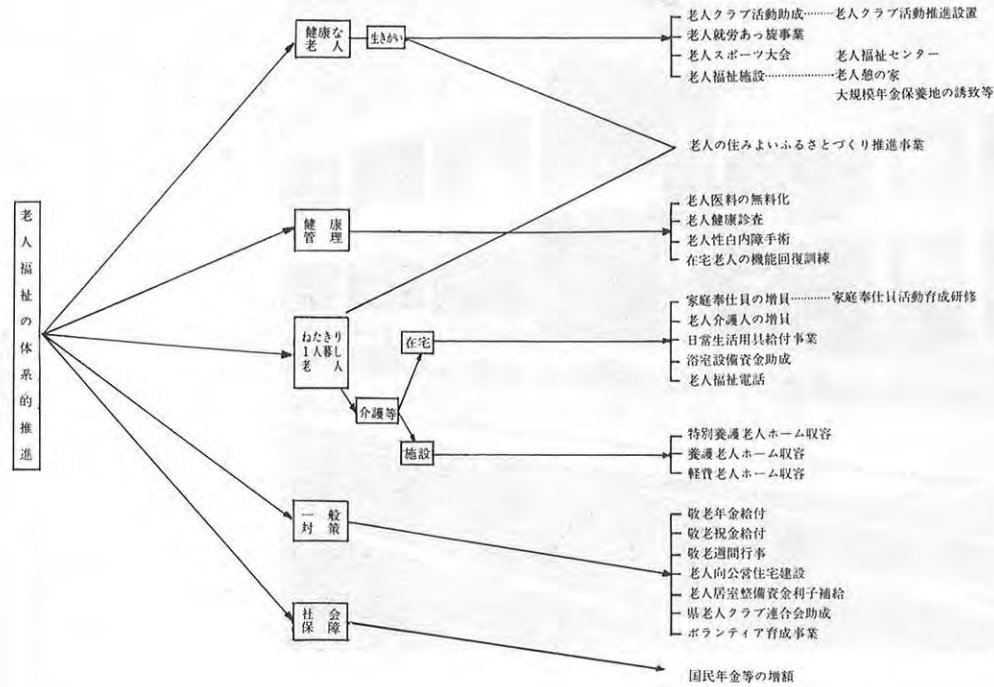 老人福祉の体系的推進
健康な
老人
生きがい
老人クラブ活動助成………老人クラブ活動推進設置
老人就労あっ旋事業
老人スポーツ大会　老人福祉センター
老人福祉施設………………老人憩の家
大規模年金保養地の誘致等
老人の住みよいふるさとづくり推進事業
健康
管理
老人医料の無料化
老人健康診査
老人性白内障手術
在宅老人の機能回復訓練
ねたきり
1人暮し
老人
在宅
家庭奉仕員の増員………家庭奉仕員活動育成研修
老人介護人の増員
日常生活用具給付事業
浴宅設備資金助成
老人福祉電話
介護等
施設
特別養護老人ホーム収容
養護老人ホーム収容
軽費老人ホーム収容
一般
対策
敬老年金給付
敬老祝金給付
敬老週間行事
老人向公営住宅建設
老人居室整備資金利子補給
県老人クラブ連合会助成
ボランティア育成事業
社会
保障
国民年金等の増額